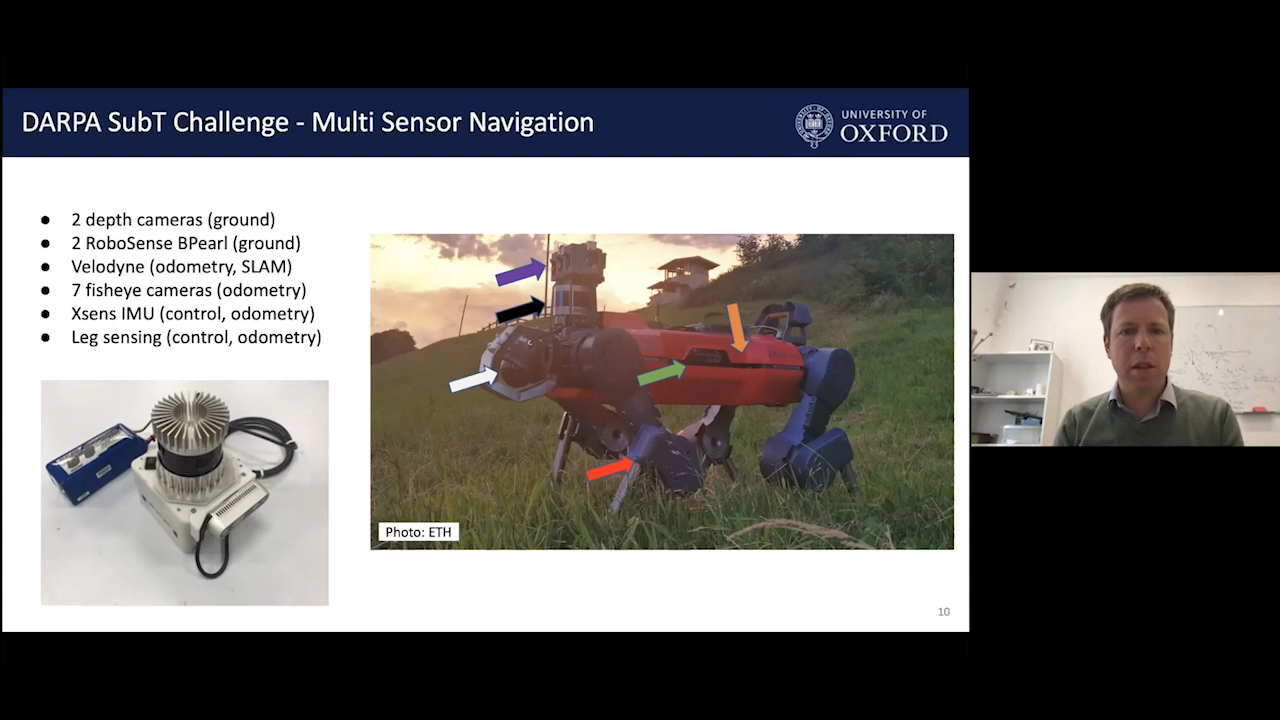 DARPA SubT Challenge - Multi Sensor Navigation
UNIVERSITY OF
OXFORD
● 2 depth cameras (ground)
● 2 RoboSense BPearl (ground)
● Velodyne (odometry, SLAM)
● 7 fisheye cameras (odometry)
● Xsens IMU (control, odometry)
● Leg sensing (control, odometry)
Photo: ETH
10